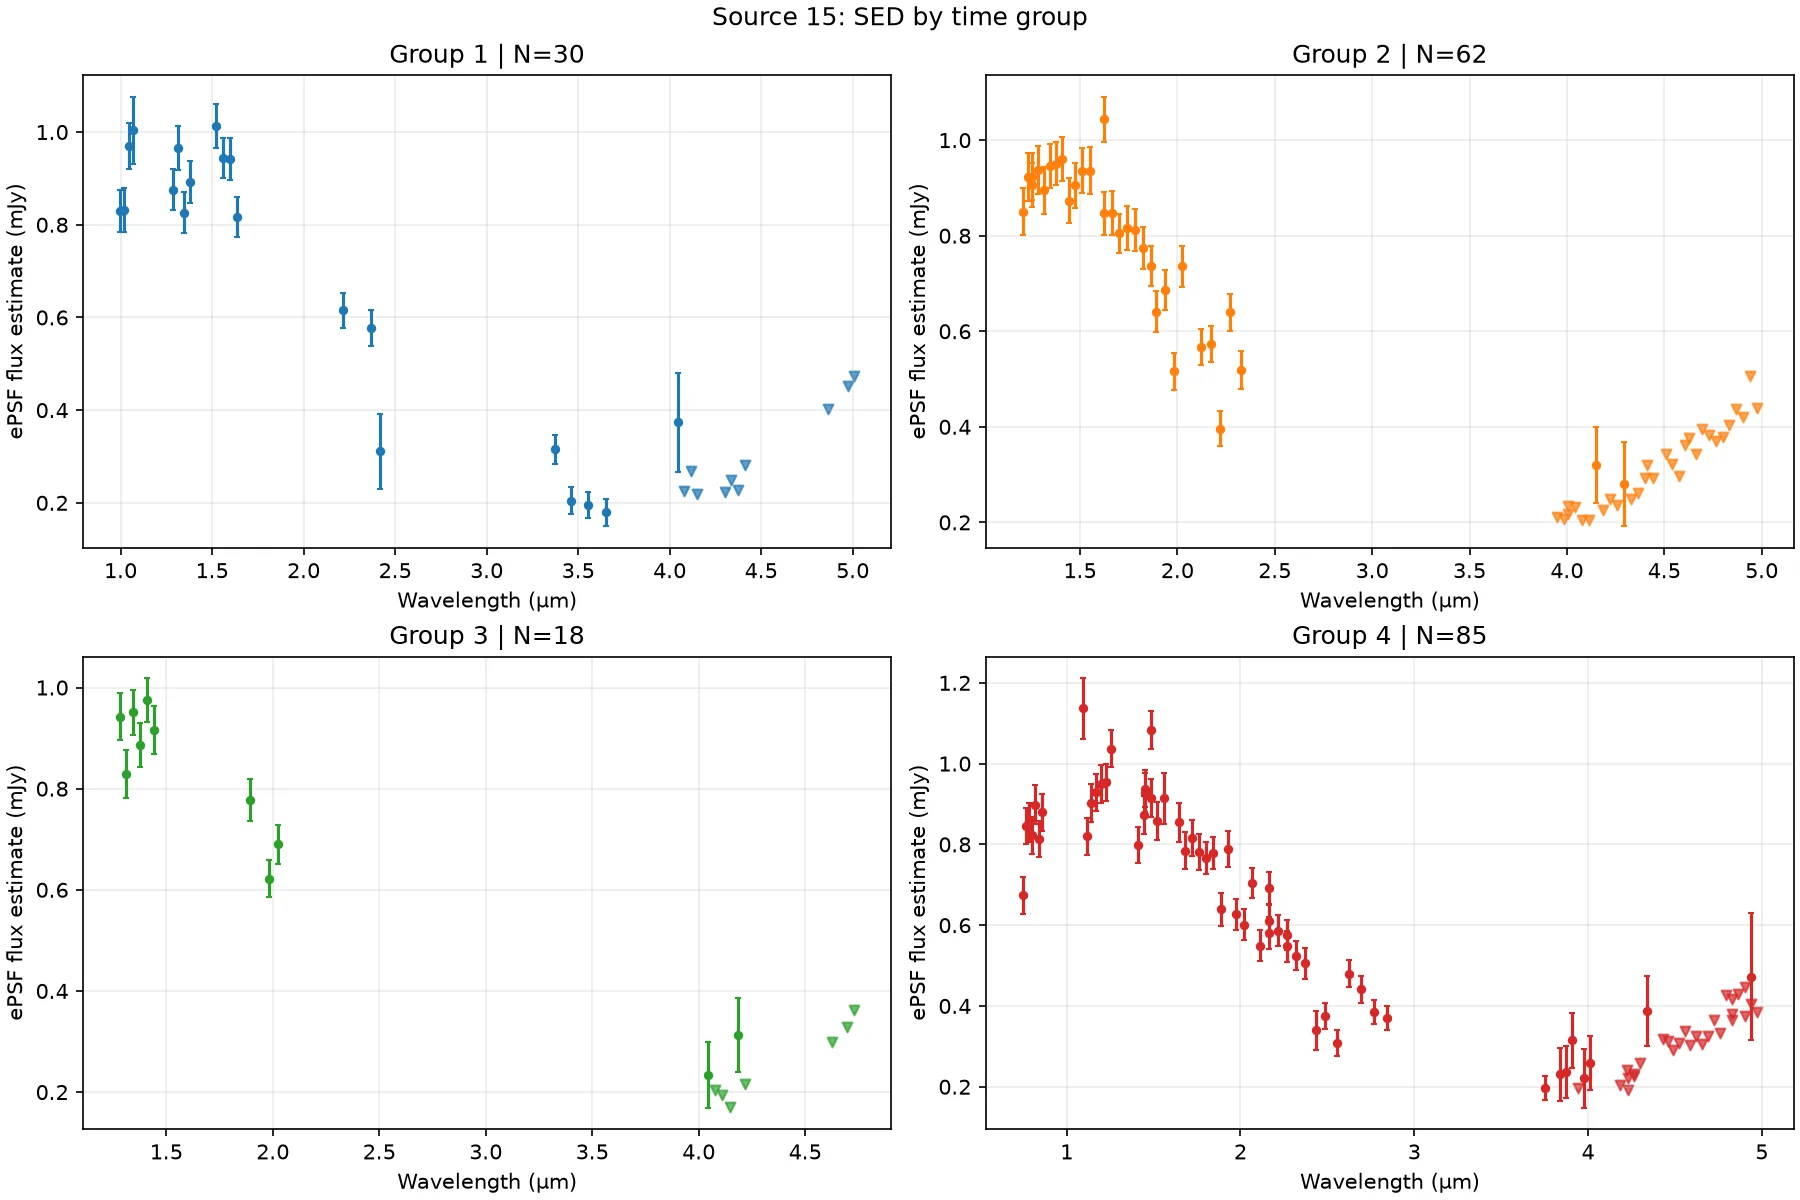 Source 15: SED by time group
Group 1 | N=30
ePSF flux estimate (mJy)
1.0
0.8
0.6
0.4
0.2
1.0 1.5 2.0 2.5 3.0 3.5 4.0 4.5 5.0
Wavelength (μm)
Group 2 | N=62
ePSF flux estimate (mJy)
1.0
0.8
0.6
0.4
0.2
1.5 2.0 2.5 3.0 3.5 4.0 4.5 5.0
Wavelength (μm)
Group 3 | N=18
ePSF flux estimate (mJy)
1.0
0.8
0.6
0.4
0.2
1.5 2.0 2.5 3.0 3.5 4.0 4.5
Wavelength (μm)
Group 4 | N=85
ePSF flux estimate (mJy)
1.2
1.0
0.8
0.6
0.4
0.2
1 2 3 4 5
Wavelength (μm)